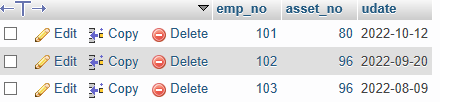 emp_no asset_no udate
Edit Copy Delete 101 80 2022-10-12
Edit Copy Delete 102 96 2022-09-20
Edit Copy Delete 103 96 2022-08-09